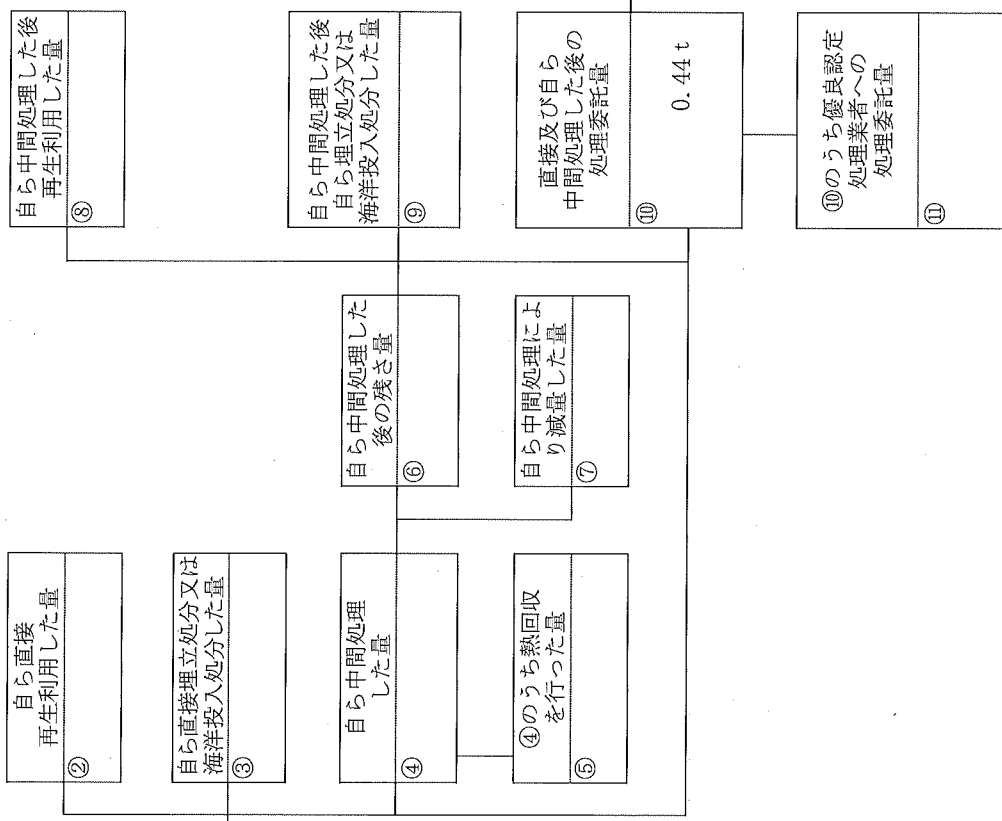 自ら直接
再生利用した量
②
自ら直接埋立処分又は
海洋投入処分した量
③
自ら中間処理
した量
④
④のうち熱回収
を行った量
⑤
自ら中間処理した
後の残さ量
⑥
自ら中間処理によ
り減量した量
⑦
自ら中間処理した後
再生利用した量
⑧
自ら中間処理した後
自ら埋立処分又は
海洋投入処分した量
⑨
直接及び自ら
中間処理した後の
処理委託量
⑩
0.44 t
⑩のうち優良認定
処理業者への
処理委託量
⑪